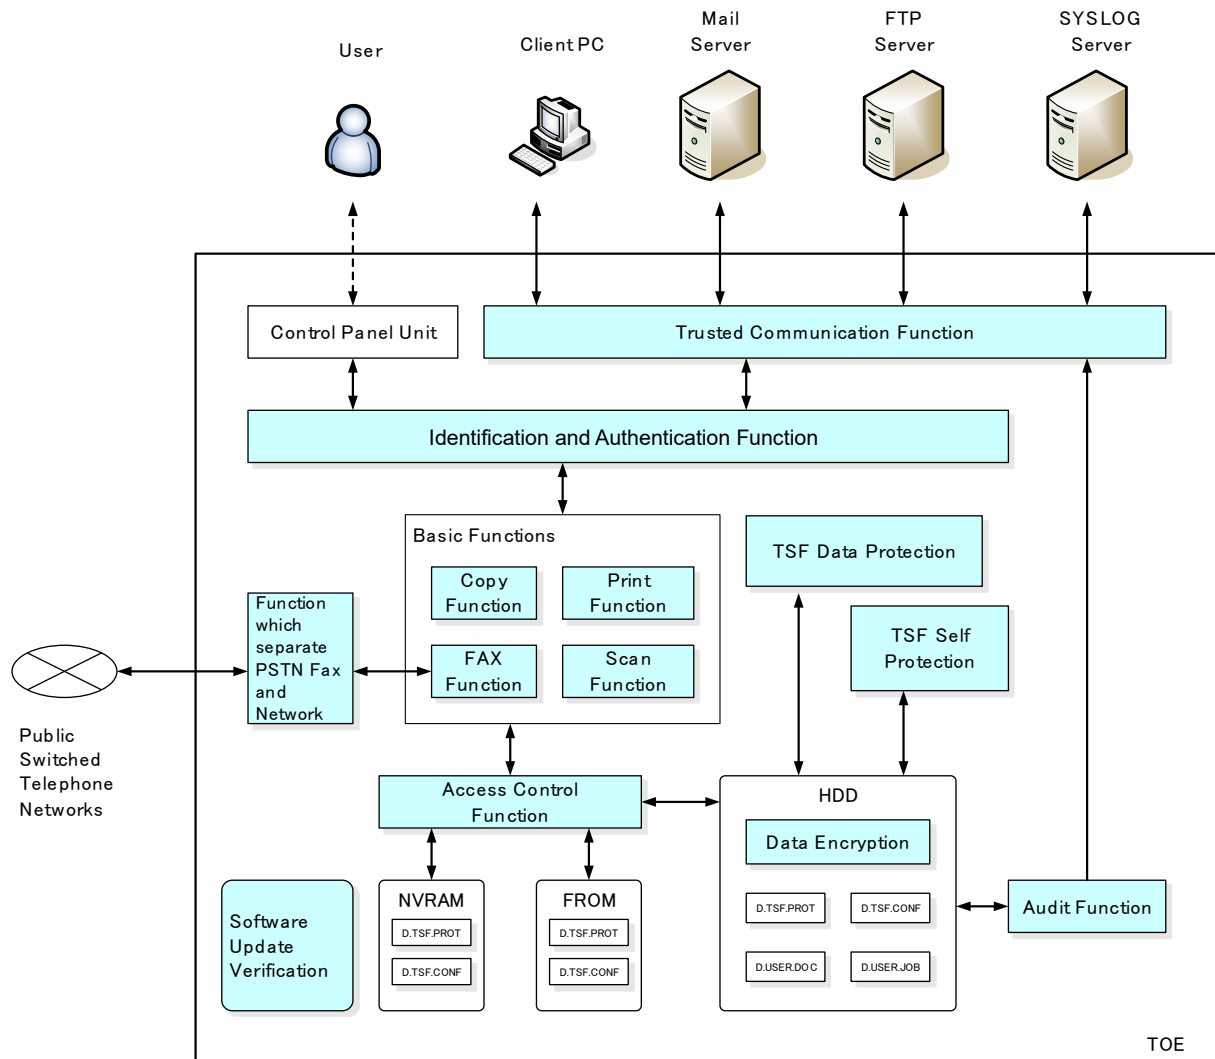 User
Client PC
Mail
Server
FTP
Server
SYSLOG
Server
Control Panel Unit
Trusted Communication Function
Identification and Authentication Function
Basic Functions
Copy
Function
Print
Function
FAX
Function
Scan
Function
TSF Data Protection
TSF Self
Protection
Function
which
separate
PSTN Fax
and
Network
Public
Switched
Telephone
Networks
Access Control
Function
HDD
Data Encryption
D.TSF.PROT
D.TSF.CONF
D.USER.DOC
D.USER.JOB
Audit Function
Software
Update
Verification
NVRAM
D.TSF.PROT
D.TSF.CONF
FROM
D.TSF.PROT
D.TSF.CONF
TOE